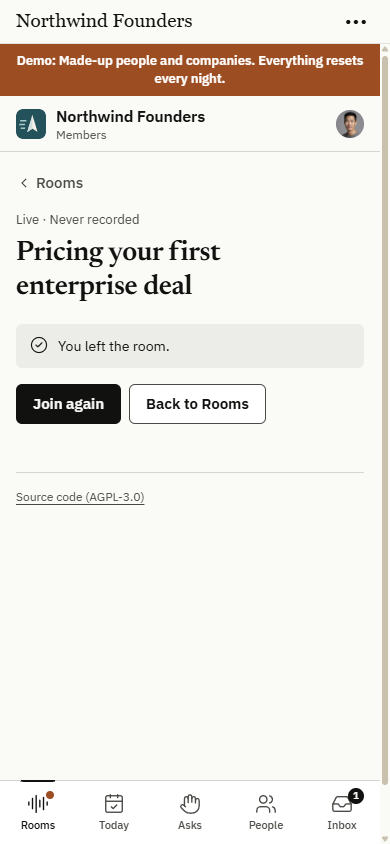 Northwind Founders
Demo: Made-up people and companies. Everything resets
every night.
Northwind Founders
Members
Rooms
Live · Never recorded
Pricing your first
enterprise deal
You left the room.
Join again
Back to Rooms
Source code (AGPL-3.0)
1
Rooms
Today
Asks
People
Inbox